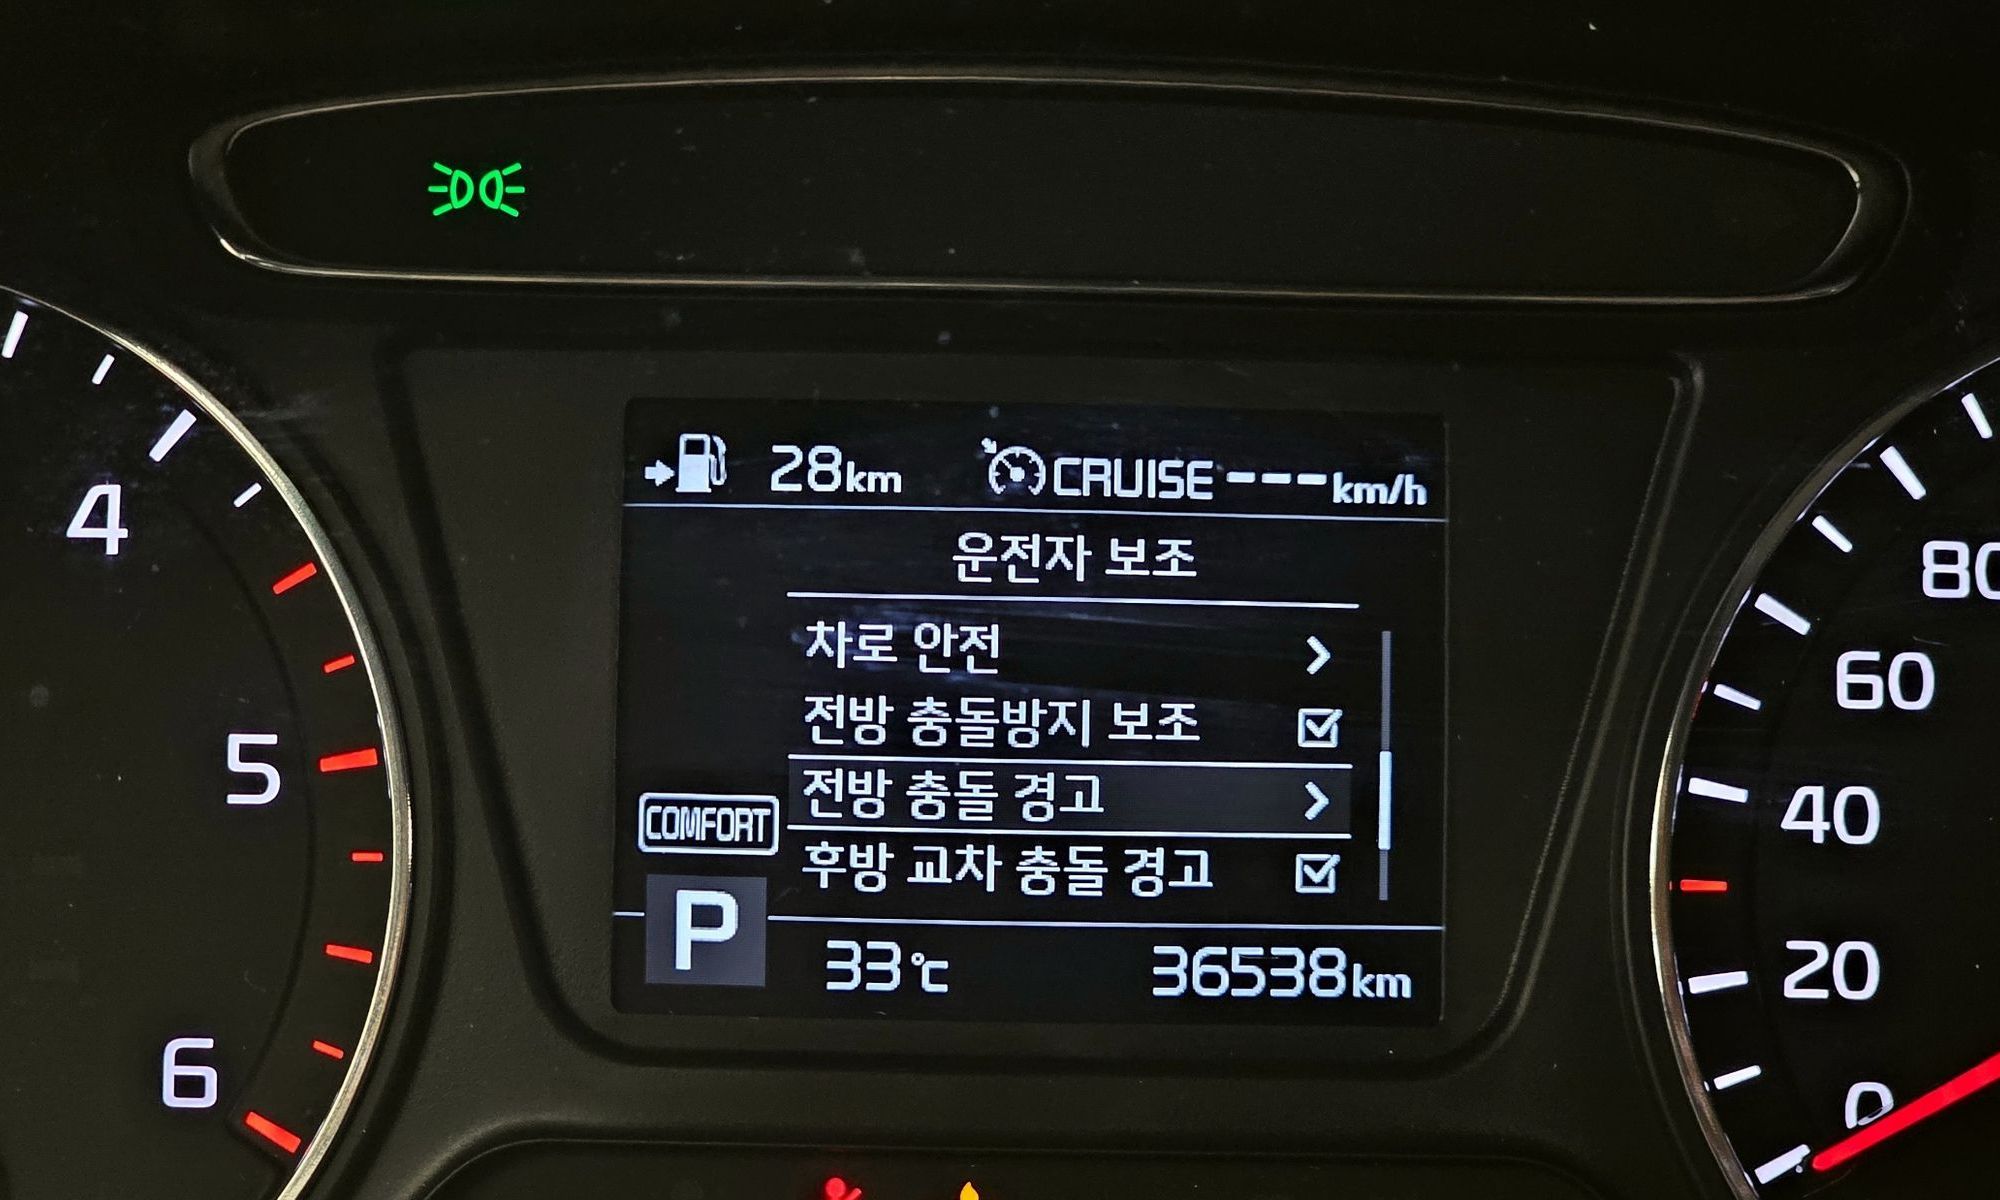 28km CRUISE ---km/h
운전자 보조
차로 안전
전방 충돌방지 보조
전방 충돌 경고
후방 교차 충돌 경고
COMFORT
P
33℃ 36538km
4
5
6
80
60
40
20
0